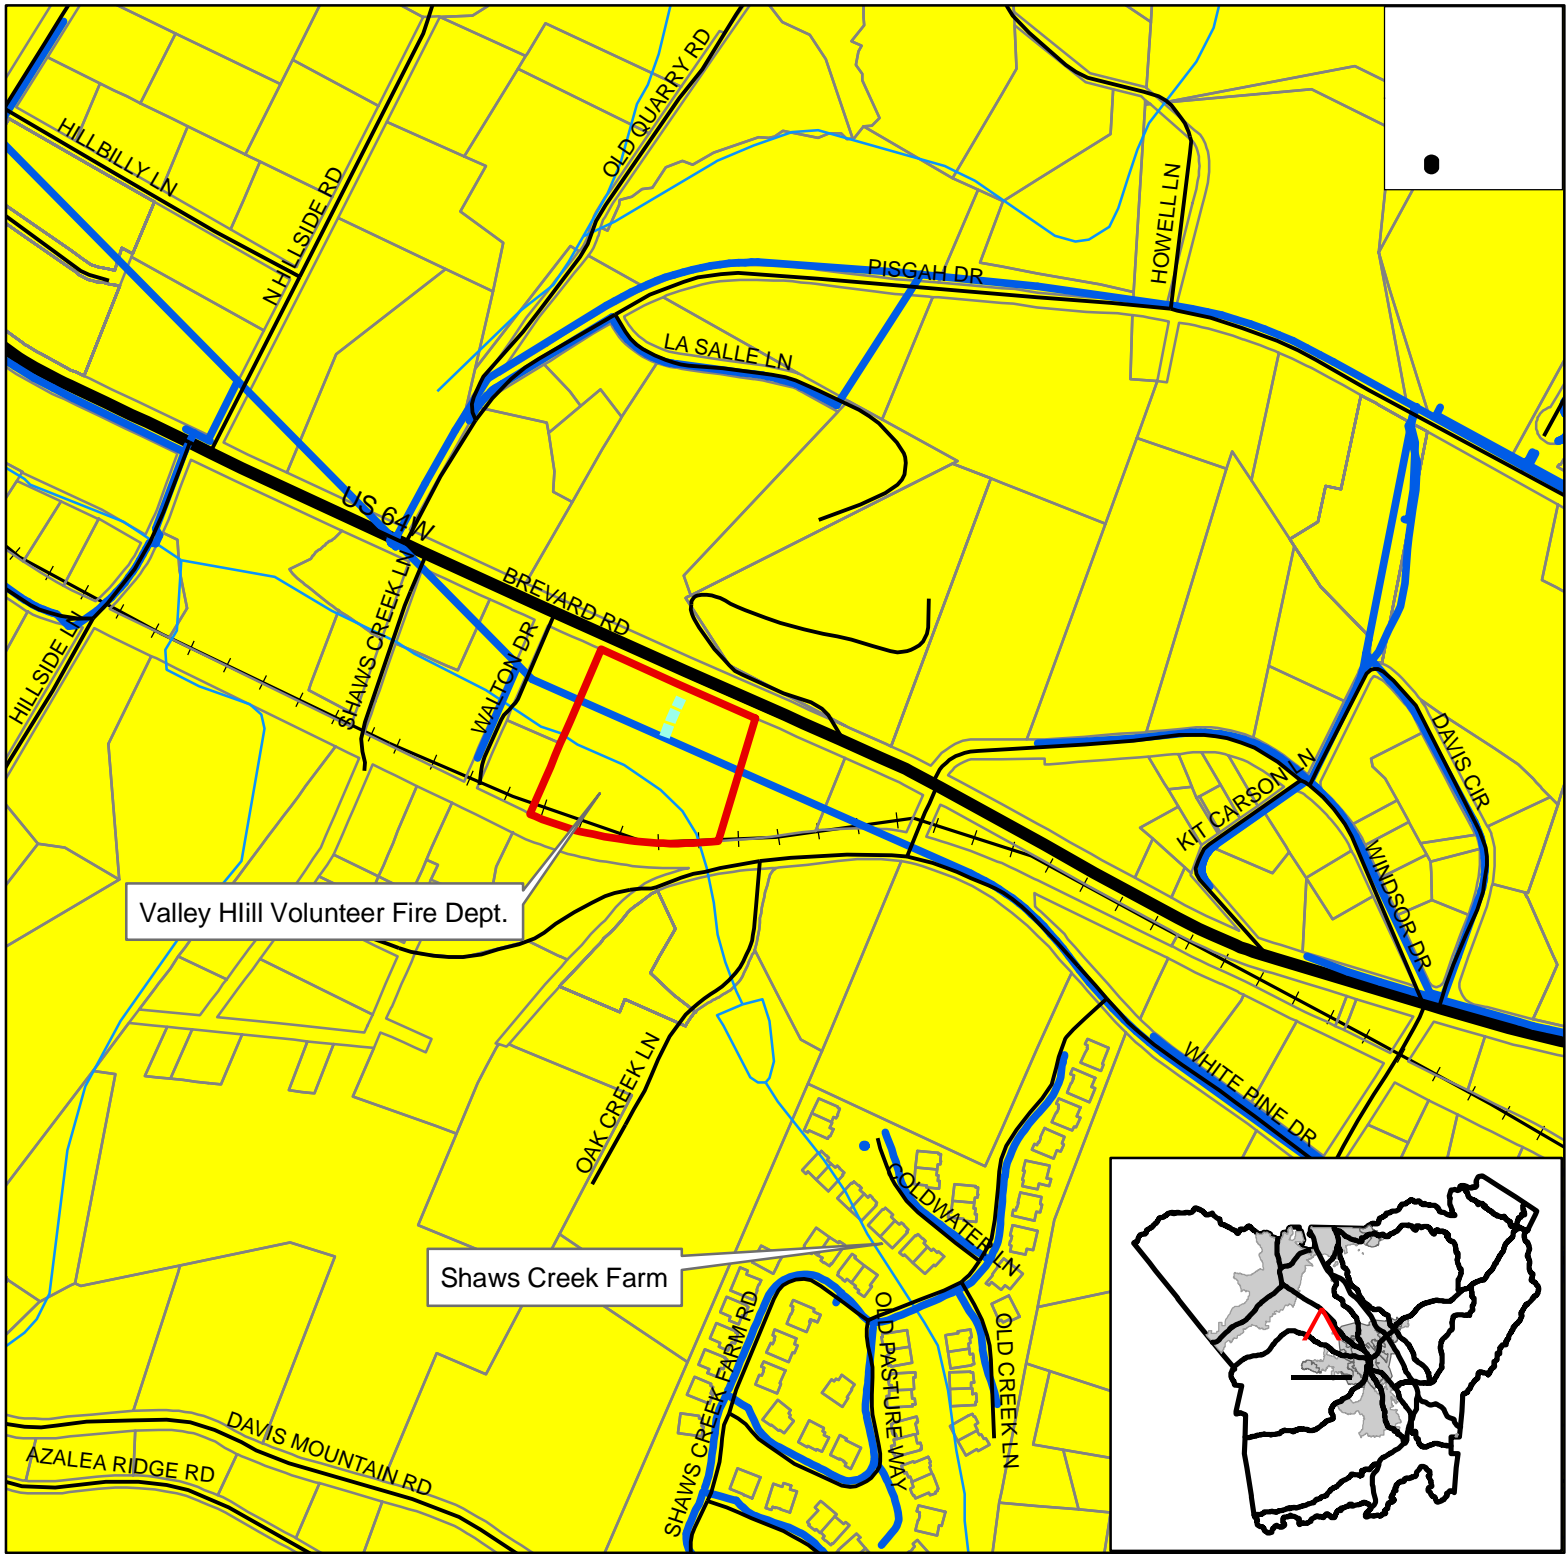 OLD QUARRY RD
HILLBILLY LN
N HILLSIDE RD
HOWELL LN
PISGAH DR
LA SALLE LN
US 64W
BREVARD RD
SHAWS CREEK LN
WALTON DR
HILLSIDE LN
DAVIS CIR
KIT CARSON LN
WINDSOR DR
Valley HIill Volunteer Fire Dept.
OAK CREEK LN
WHITE PINE DR
COLDWATER LN
Shaws Creek Farm
OLD CREEK LN
OLD PASTURE WAY
SHAWS CREEK FARM RD
DAVIS MOUNTAIN RD
AZALEA RIDGE RD